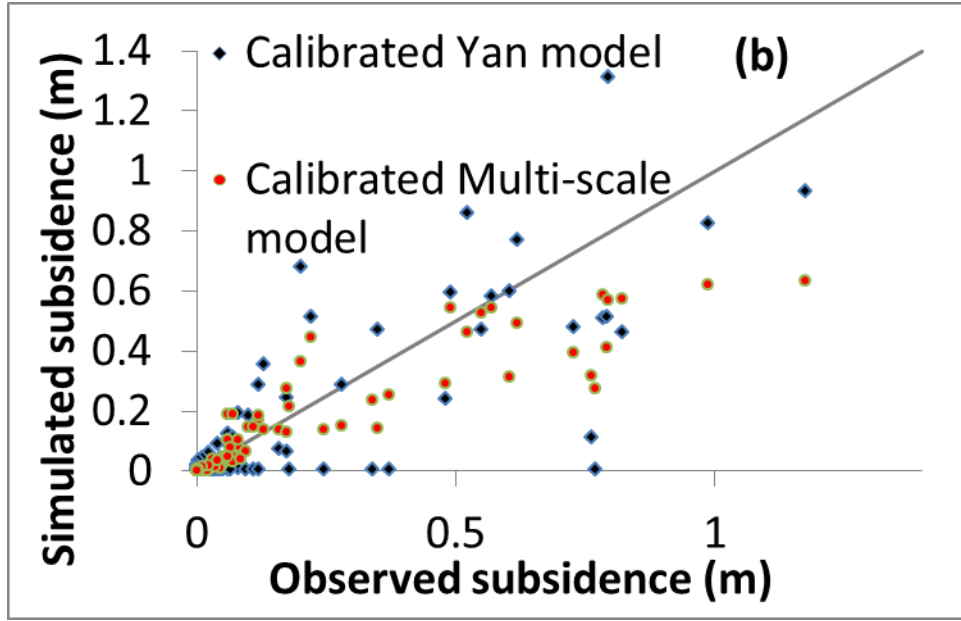 Simulated subsidence (m)
1.4
1.2
1
0.8
0.6
0.4
0.2
0
Calibrated Yan model
(b)
Calibrated Multi-scale
model
0
0.5
1
Observed subsidence (m)